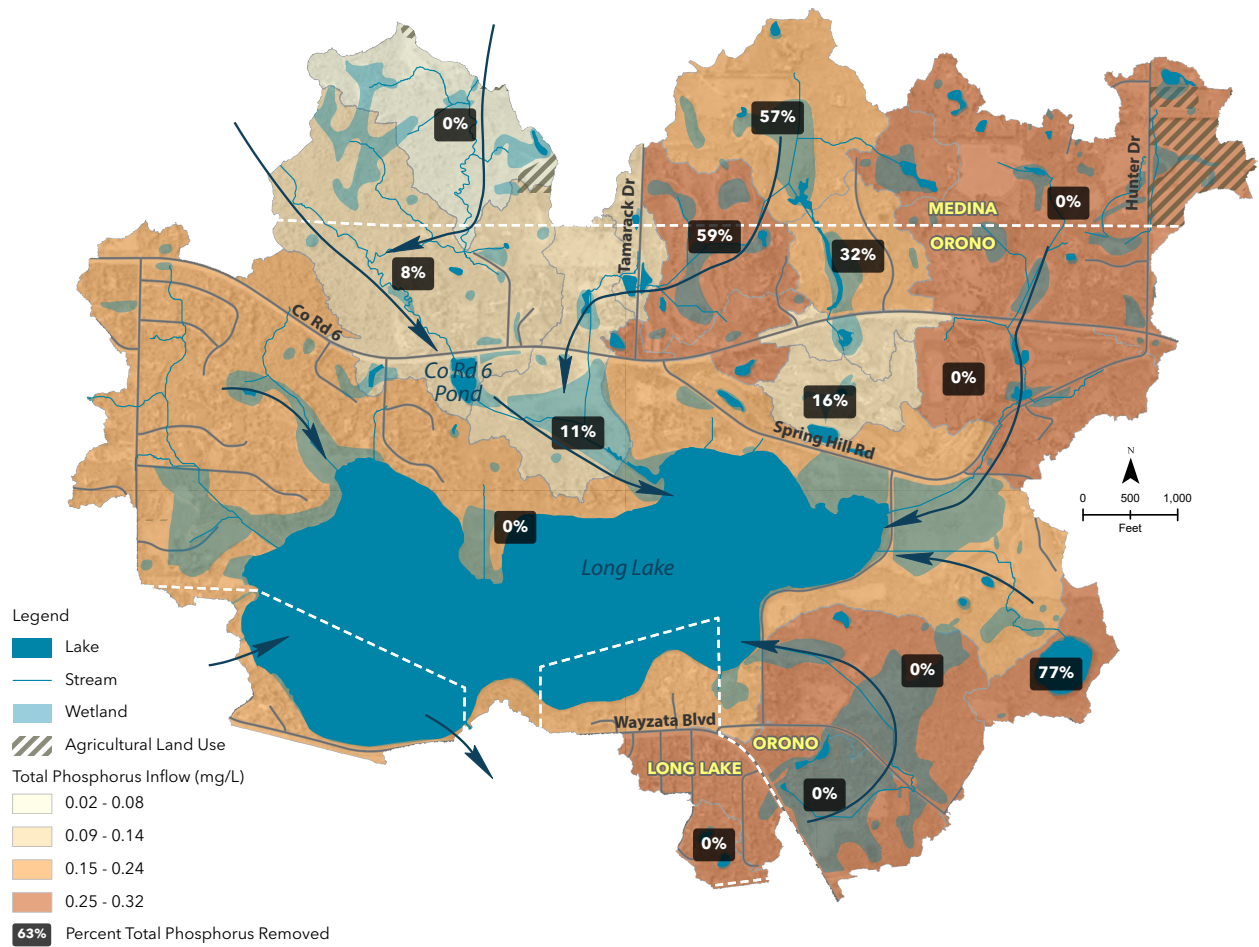 0%
57%
Tamarack Dr
Hunter Dr
0%
MEDINA
59%
ORONO
32%
8%
Co Rd 6
Co Rd 6
Pond
0%
16%
11%
Spring Hill Rd
N
0 500 1,000
Feet
0%
Long Lake
Legend
Lake
Stream
Wetland
Agricultural Land Use
Total Phosphorus Inflow (mg/L)
0.02 - 0.08
0.09 - 0.14
0.15 - 0.24
0.25 - 0.32
63% Percent Total Phosphorus Removed
0%
77%
Wayzata Blvd
ORONO
LONG LAKE
0%
0%